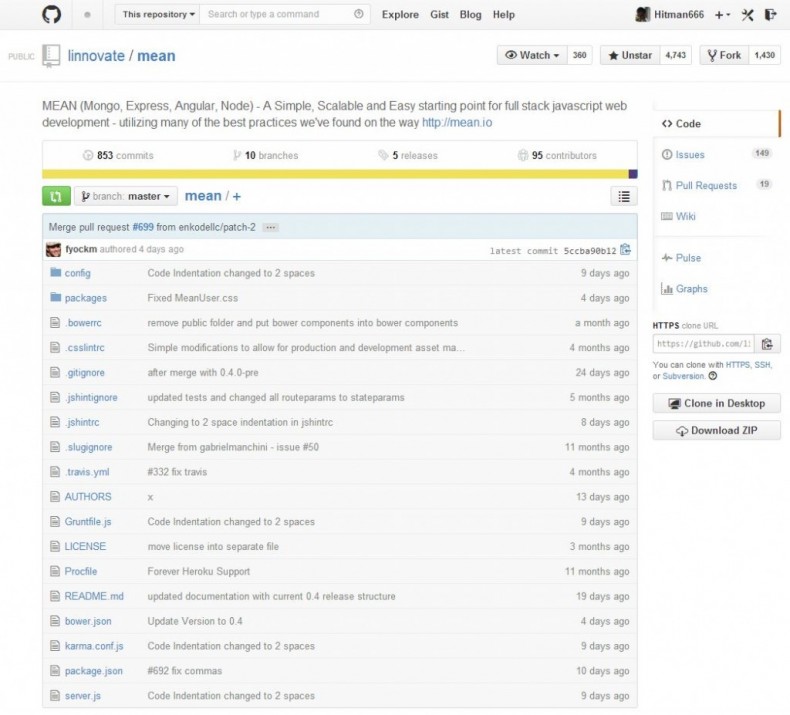 This repository Search or type a command Explore Gist Blog Help Hitman666
PUBLIC linnovate / mean Watch 360 Unstar 4,743 Fork 1,430
MEAN (Mongo, Express, Angular, Node) - A Simple, Scalable and Easy starting point for full stack javascript web
development - utilizing many of the best practices we've found on the way http://mean.io
853 commits 10 branches 5 releases 95 contributors
branch: master mean / +
Merge pull request #699 from enkodellc/patch-2 ...
fyockm authored 4 days ago latest commit 5ccba90b12
config Code Indentation changed to 2 spaces 9 days ago
packages Fixed MeanUser.css 4 days ago
.bowerrc remove public folder and put bower components into bower components a month ago
.csslintrc Simple modifications to allow for production and development asset ma... 4 months ago
.gitignore after merge with 0.4.0-pre 24 days ago
.jshintignore updated tests and changed all routeparams to stateparams 5 months ago
.jshintrc Changing to 2 space indentation in jshintrc 8 days ago
.slugignore Merge from gabrielmanchini - issue #50 11 months ago
.travis.yml #332 fix travis 4 months ago
AUTHORS x 13 days ago
Gruntfile.js Code Indentation changed to 2 spaces 9 days ago
LICENSE move license into separate file 3 months ago
Procfile Forever Heroku Support 11 months ago
README.md updated documentation with current 0.4 release structure 19 days ago
bower.json Update Version to 0.4 4 days ago
karma.conf.js Code Indentation changed to 2 spaces 9 days ago
package.json #692 fix commas 10 days ago
server.js Code Indentation changed to 2 spaces 9 days ago
Code
Issues 149
Pull Requests 19
Wiki
Pulse
Graphs
HTTPS clone URL
https://github.com/l
You can clone with HTTPS, SSH,
or Subversion.
Clone in Desktop
Download ZIP